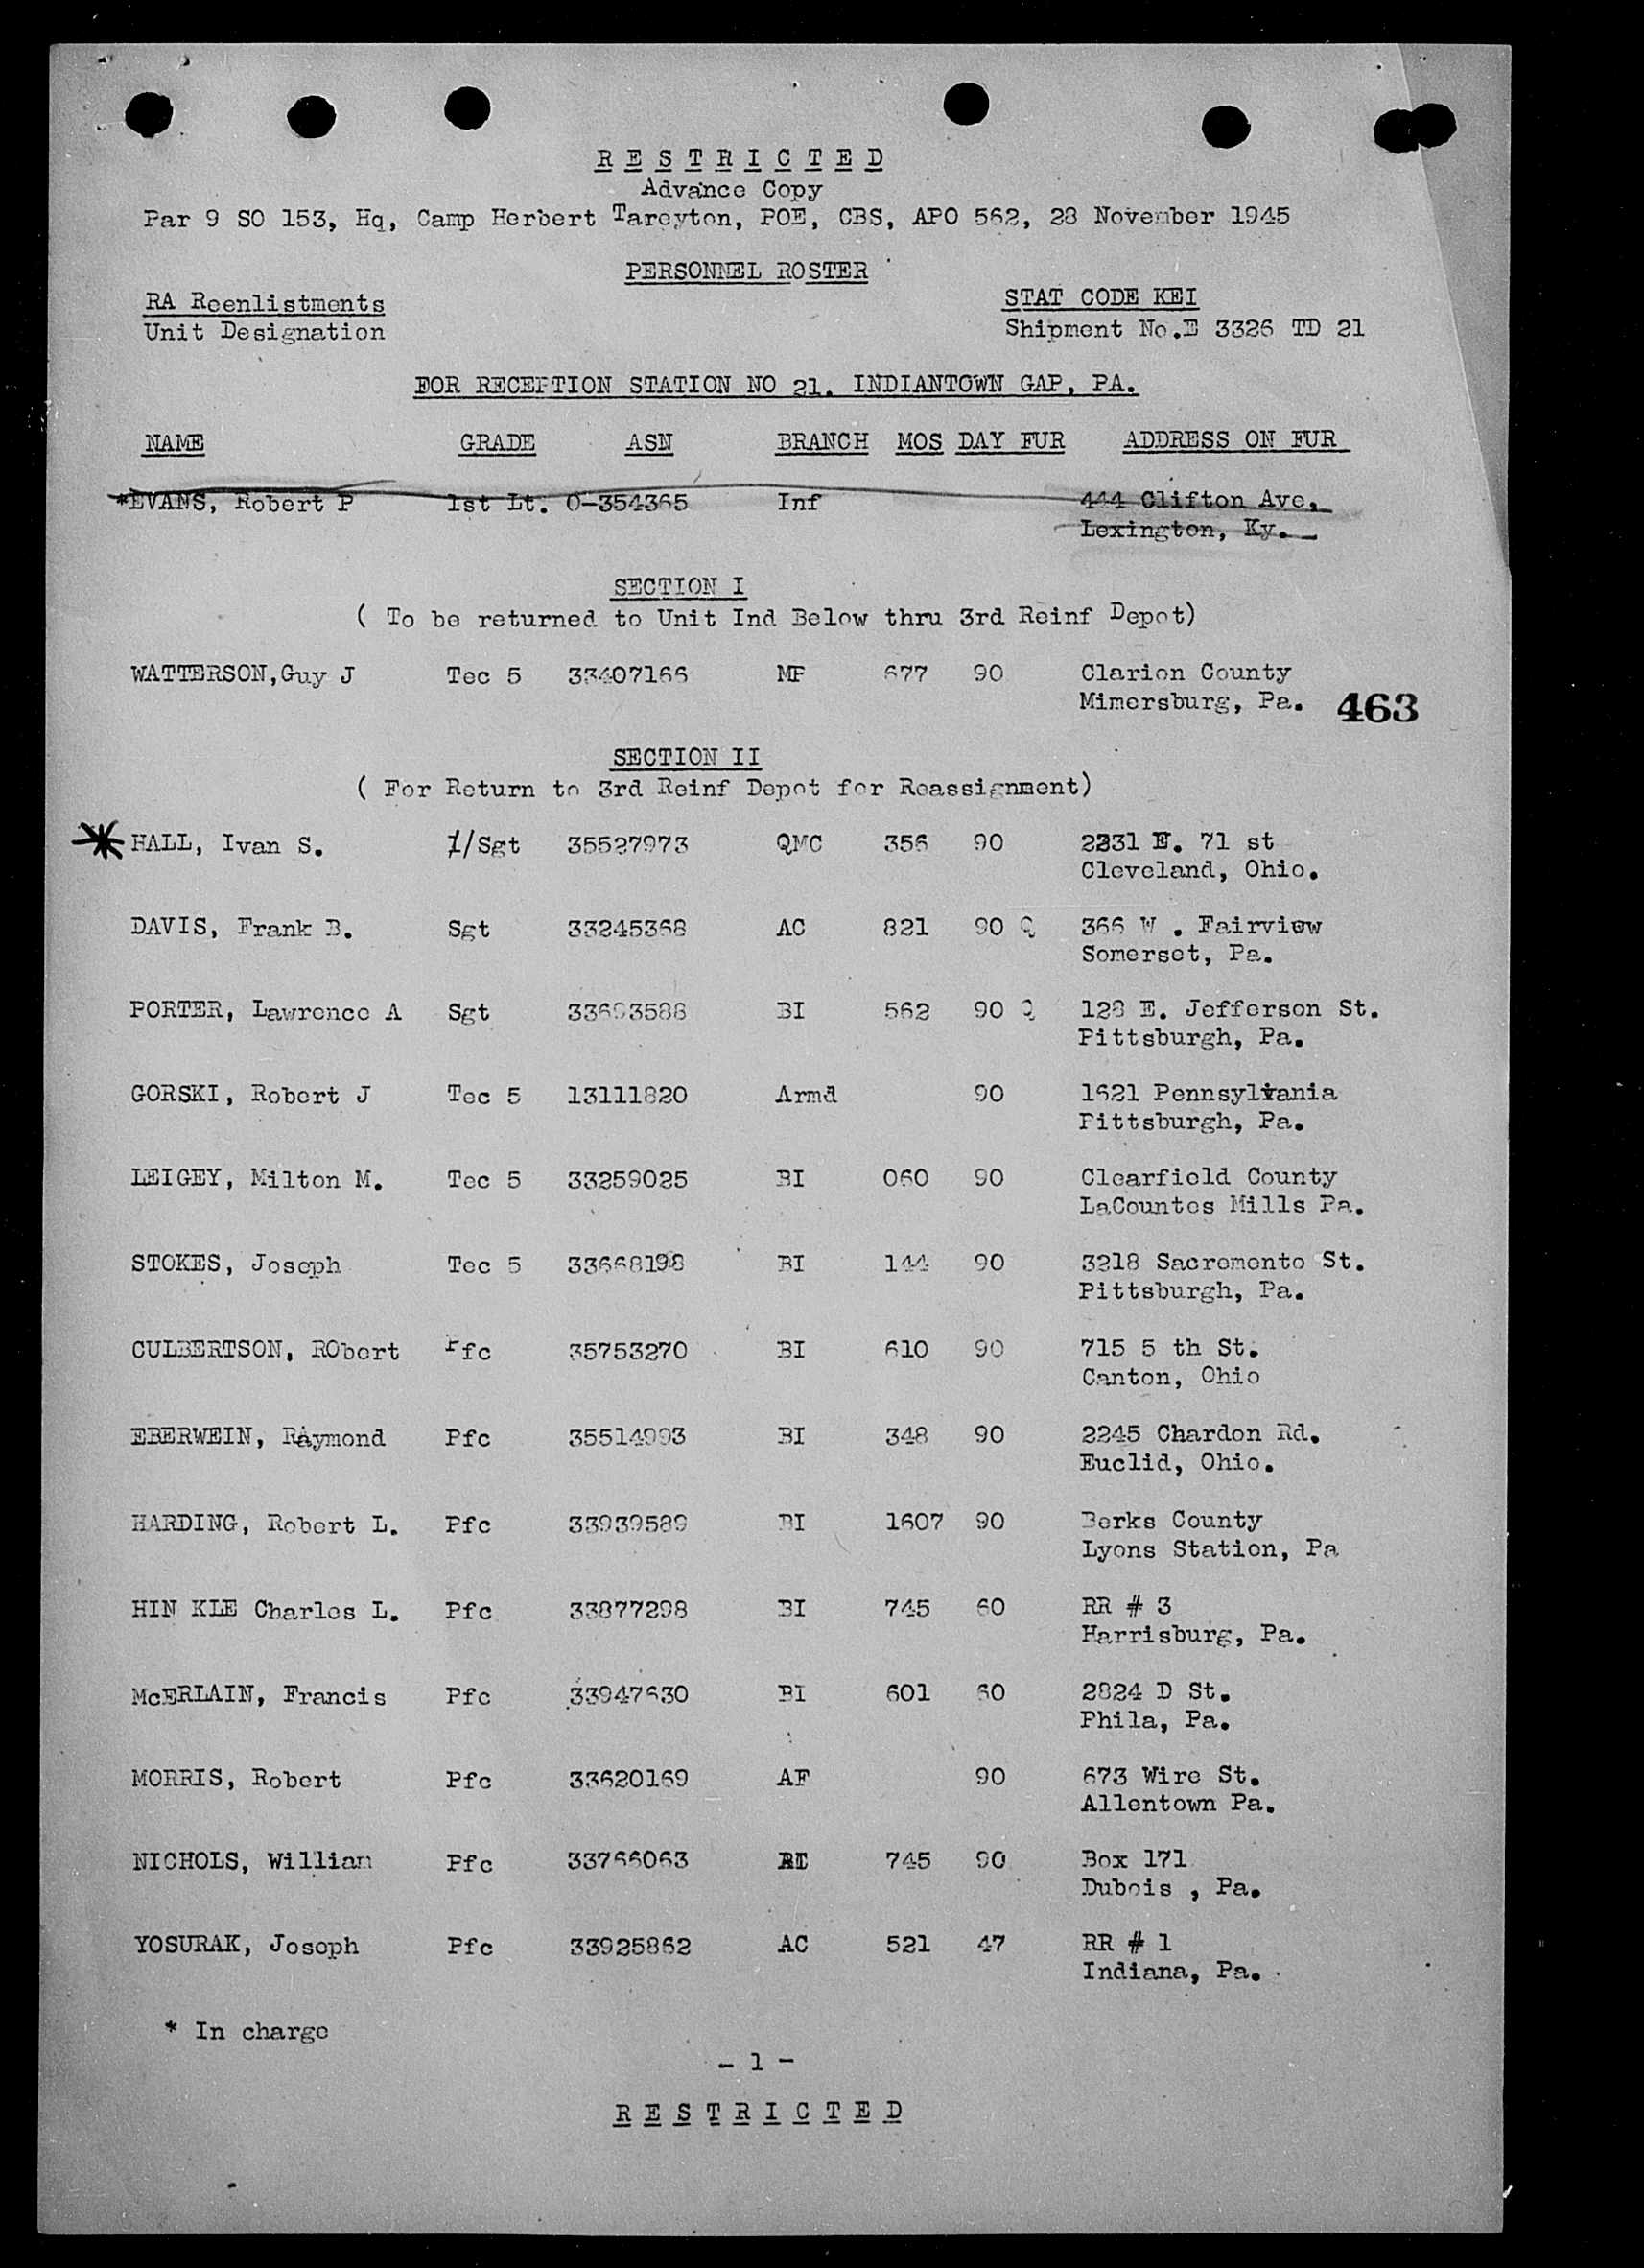 R E S T R I C T E D
Advance Copy
Par 9 SO 153, Hq, Camp Herbert Tareyton, POE, CBS, APO 562, 28 November 1945
PERSONNEL ROSTER
RA Reenlistments STAT CODE KEI
Unit Designation Shipment No.E 3326 TD 21
FOR RECEPTION STATION NO 21. INDIANTOWN GAP, PA.
NAME GRADE ASN BRANCH MOS DAY FUR ADDRESS ON FUR
*EVANS, Robert P 1st Lt. O-354365 Inf 444 Clifton Ave,
Lexington, Ky.
SECTION I
( To be returned to Unit Ind Below thru 3rd Reinf Depot)
WATTERSON,Guy J Tec 5 33407166 MP 677 90 Clarion County
Mimersburg, Pa. 463
SECTION II
( For Return to 3rd Reinf Depot for Reassignment)
* HALL, Ivan S. /Sgt 35527973 QMC 356 90 2231 E. 71 st
Cleveland, Ohio.
DAVIS, Frank B. Sgt 33245368 AC 821 90 Q 366 W . Fairview
Somerset, Pa.
PORTER, Lawrence A Sgt 33693588 BI 562 90 Q 128 E. Jefferson St.
Pittsburgh, Pa.
GORSKI, Robert J Tec 5 13111820 Armd 90 1621 Pennsylvania
Pittsburgh, Pa.
LEIGEY, Milton M. Tec 5 33259025 BI 060 90 Clearfield County
LaCountes Mills Pa.
STOKES, Joseph Tec 5 33668198 BI 144 90 3218 Sacremento St.
Pittsburgh, Pa.
CULBERTSON, RObert Pfc 35753270 BI 610 90 715 5 th St.
Canton, Ohio
EBERWEIN, Raymond Pfc 35514993 BI 348 90 2245 Chardon Rd.
Euclid, Ohio.
HARDING, Robert L. Pfc 33939589 BI 1607 90 Berks County
Lyons Station, Pa
HIN KLE Charles L. Pfc 33877298 BI 745 60 RR # 3
Harrisburg, Pa.
McERLAIN, Francis Pfc 33947630 BI 601 60 2824 D St.
Phila, Pa.
MORRIS, Robert Pfc 33620169 AF 90 673 Wire St.
Allentown Pa.
NICHOLS, William Pfc 33766063 745 90 Box 171
Dubois , Pa.
YOSURAK, Joseph Pfc 33925862 AC 521 47 RR # 1
Indiana, Pa.
* In charge
- 1 -
R E S T R I C T E D